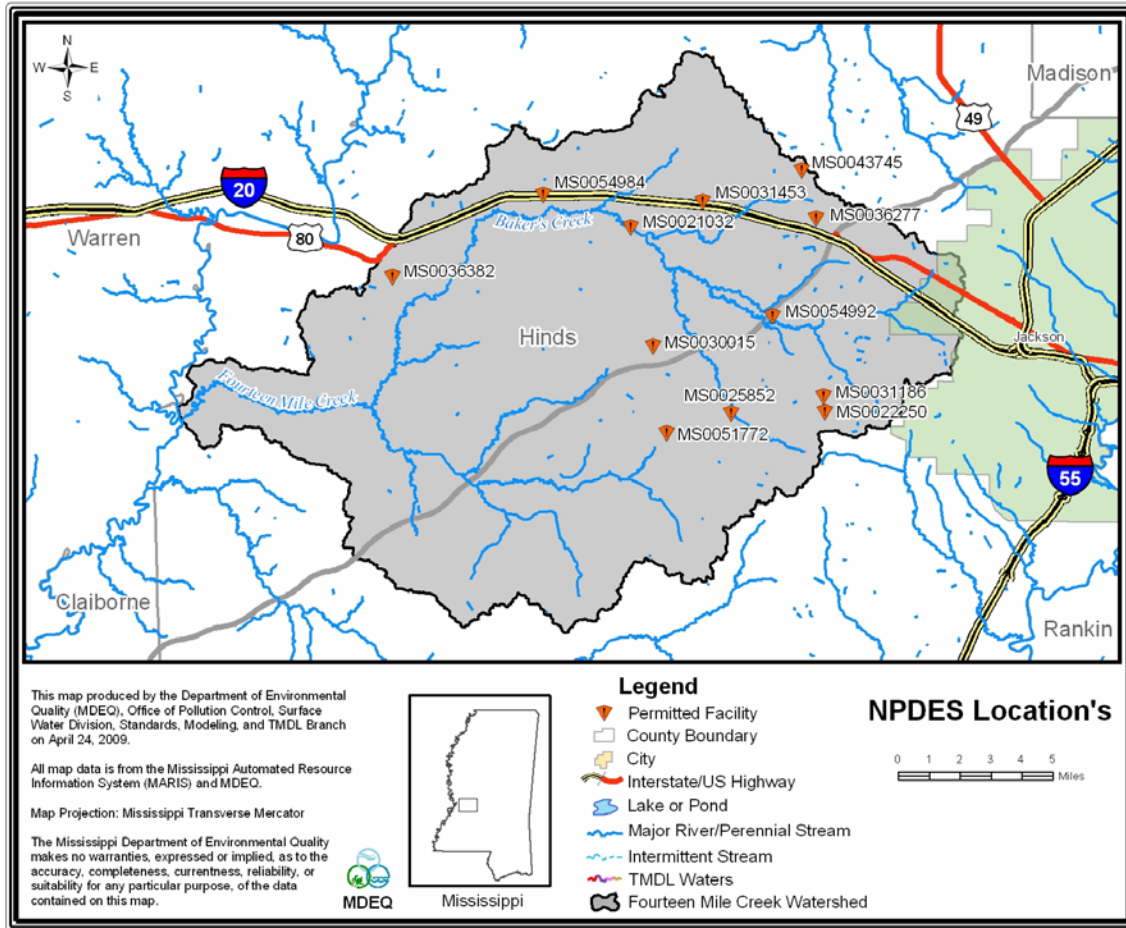 N
W E
S
Madison
49
MS0043745
20
MS0054984
MS0031453
MS0036277
Baker's Creek
MS0021032
Warren
80
MS0036382
MS0054992
Hinds
MS0030015
Jackson
Fourteen Mile Creek
MS0025852
MS0031186
MS0022250
MS0051772
55
Claiborne
Rankin
This map produced by the Department of Environmental
Quality (MDEQ), Office of Pollution Control, Surface
Water Division, Standards, Modeling, and TMDL Branch
on April 24, 2009.
All map data is from the Mississippi Automated Resource
Information System (MARIS) and MDEQ.
Map Projection: Mississippi Transverse Mercator
The Mississippi Department of Environmental Quality
makes no warranties, expressed or implied, as to the
accuracy, completeness, currentness, reliability, or
suitability for any particular purpose, of the data
contained on this map.
MDEQ
Mississippi
Legend
Permitted Facility
County Boundary
City
Interstate/US Highway
Lake or Pond
Major River/Perennial Stream
Intermittent Stream
TMDL Waters
Fourteen Mile Creek Watershed
NPDES Location's
0 1 2 3 4 5
Miles